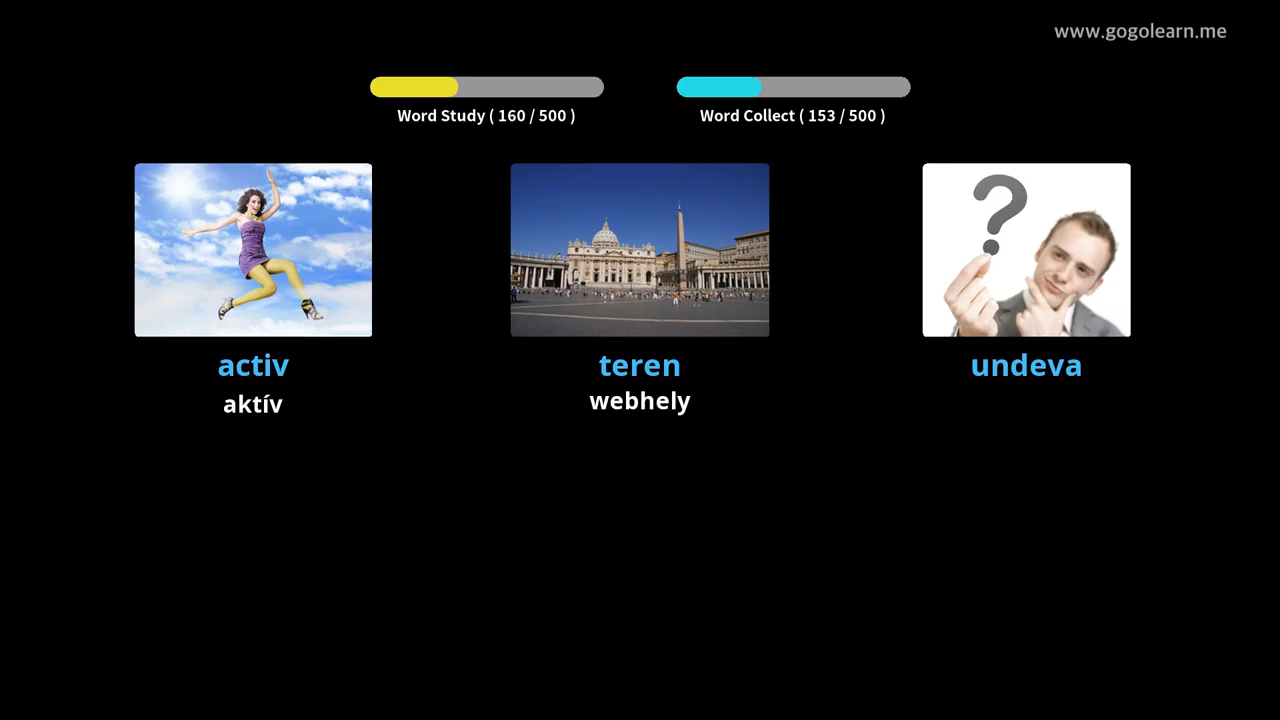 www.gogolearn.me
Word Study ( 160 / 500 )
Word Collect ( 153 / 500 )
activ
teren
undeva
aktív
webhely